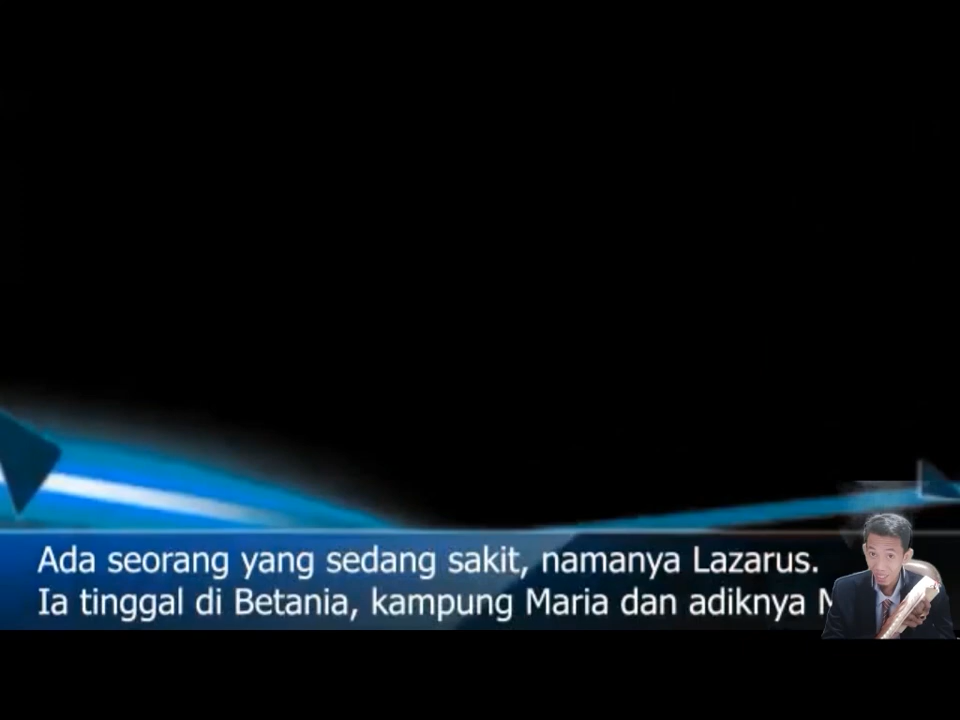 Ada seorang yang sedang sakit, namanya Lazarus.
Ia tinggal di Betania, kampung Maria dan adiknya